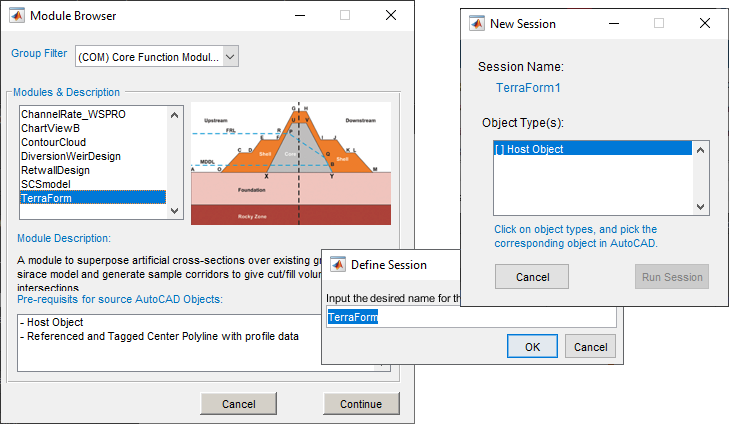 Module Browser
Group Filter
(COM) Core Function Modul...
Modules & Description
ChannelRate_WSPRO
ChartViewB
ContourCloud
DiversionWeirDesign
RetwallDesign
SCSmodel
TerraForm
Upstream
G H
Downstream
U V
FRL
R
P
E F
I J
C D
Shell
Core
Shell
K L
Q
MDDL
B
A
O
X
Y
M
Foundation
Rocky Zone
Module Description:
A module to superpose artificial cross-sections over existing gr
sirace model and generate sample corridors to give cut/fill volun
intersections.
Pre-requisits for source AutoCAD Objects:
- Host Object
- Referenced and Tagged Center Polyline with profile data
Cancel
Continue
Define Session
Input the desired name for th
TerraForm
OK
Cancel
New Session
Session Name:
TerraForm1
Object Type(s):
[ ] Host Object
Click on object types, and pick the
corresponding object in AutoCAD.
Cancel
Run Session